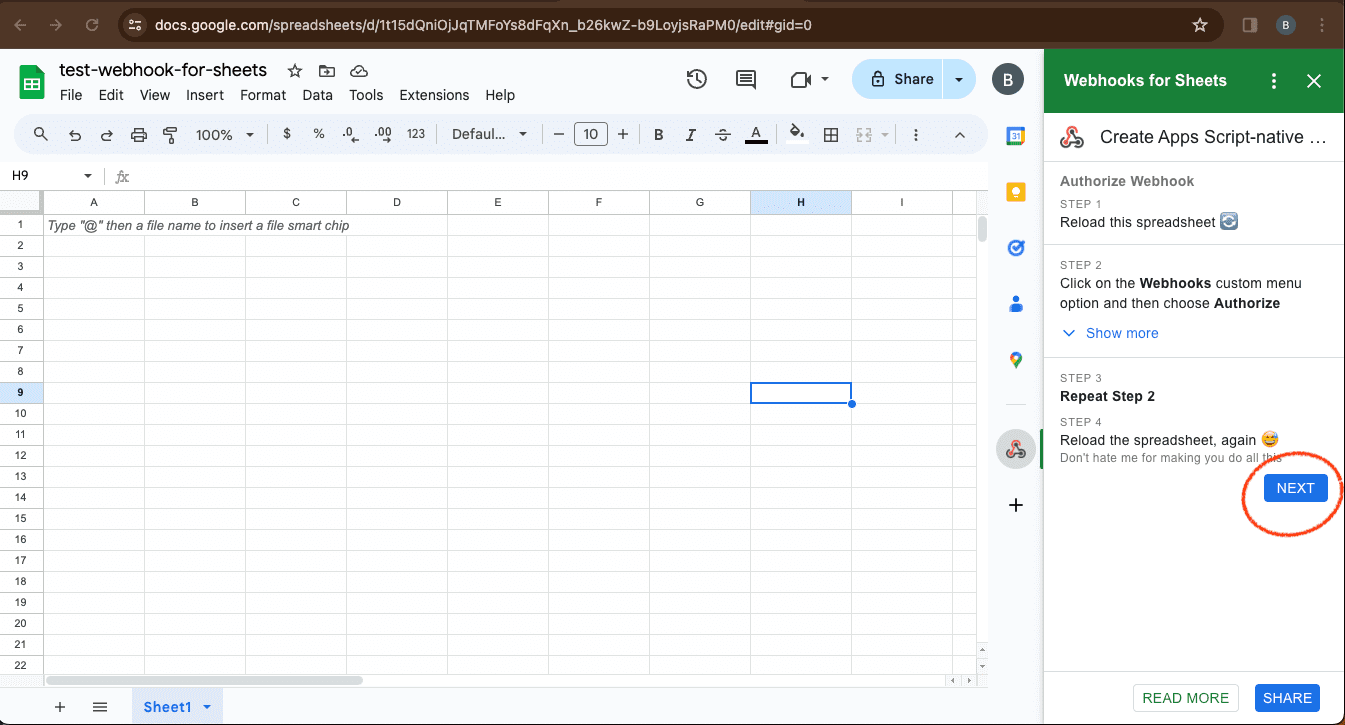 docs.google.com/spreadsheets/d/1t15dQniOjJqTMFoYs8dFqXn_b26kwZ-b9LoyjsRaPM0/edit#gid=0
B
test-webhook-for-sheets
File Edit View Insert Format Data Tools Extensions Help
Share
B
100% $ % .0 .00 123 Defaul... 10 B I S A
H9 fx
A B C D E F G H I
1 Type "@" then a file name to insert a file smart chip
2
3
4
5
6
7
8
9
10
11
12
13
14
15
16
17
18
19
20
21
22
Sheet1
31
Webhooks for Sheets
Create Apps Script-native …
Authorize Webhook
STEP 1
Reload this spreadsheet 🔄
STEP 2
Click on the Webhooks custom menu
option and then choose Authorize
Show more
STEP 3
Repeat Step 2
STEP 4
Reload the spreadsheet, again 😅
Don't hate me for making you do all this
NEXT
READ MORE SHARE